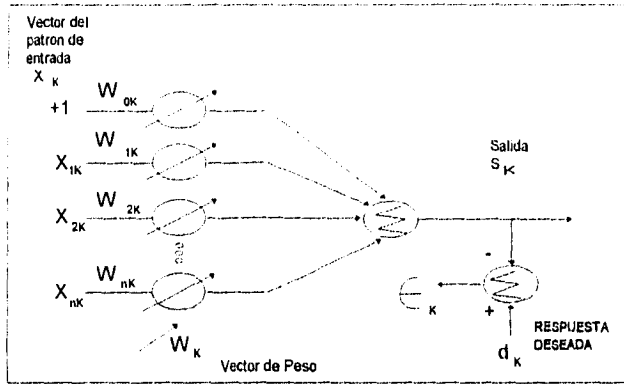 Vector del
patron de
entrada
X K
+1 W 0K
X 1K W 1K
X 2K W 2K
X nK W nK
W K
Vector de Peso
Salida
S K
-
+
Є K
RESPUESTA
DESEADA
d K